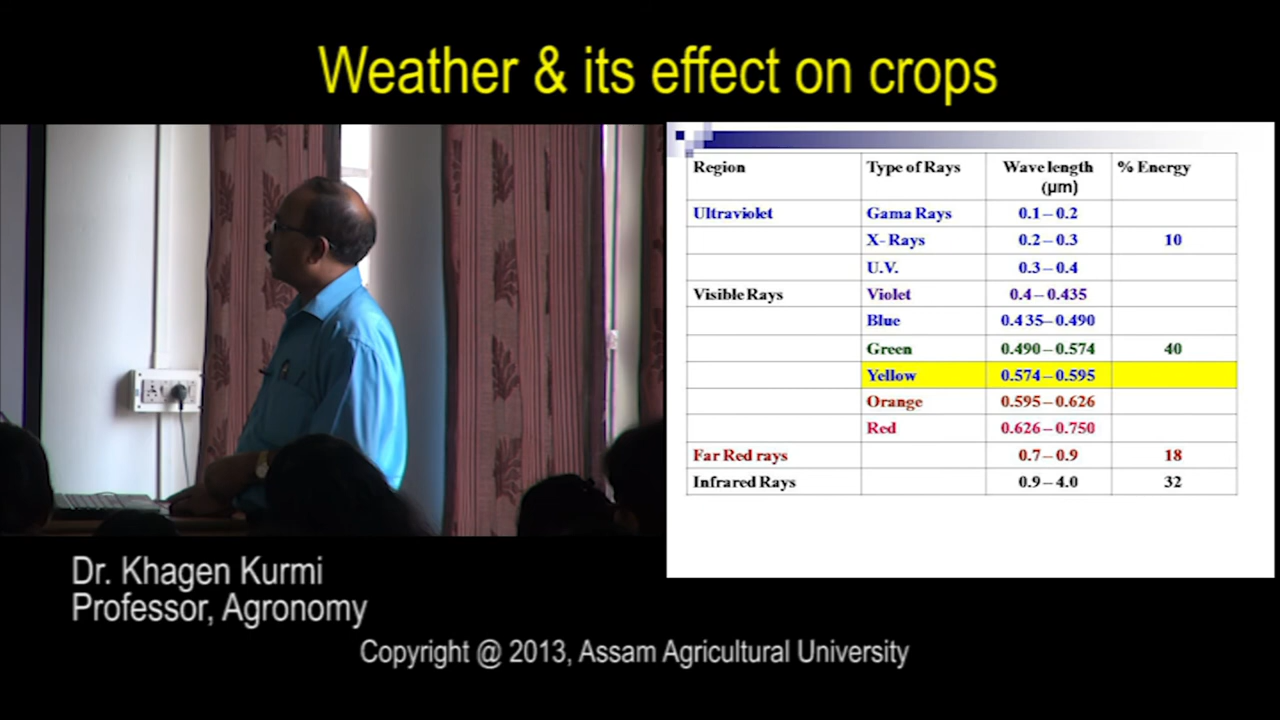 Weather & its effect on crops
Region Type of Rays Wave length (µm) % Energy
Ultraviolet Gama Rays 0.1 – 0.2
X- Rays 0.2 – 0.3 10
U.V. 0.3 – 0.4
Visible Rays Violet 0.4 – 0.435
Blue 0.435– 0.490
Green 0.490 – 0.574 40
Yellow 0.574 – 0.595
Orange 0.595 – 0.626
Red 0.626 – 0.750
Far Red rays 0.7 – 0.9 18
Infrared Rays 0.9 – 4.0 32
Dr. Khagen Kurmi
Professor, Agronomy
Copyright @ 2013, Assam Agricultural University